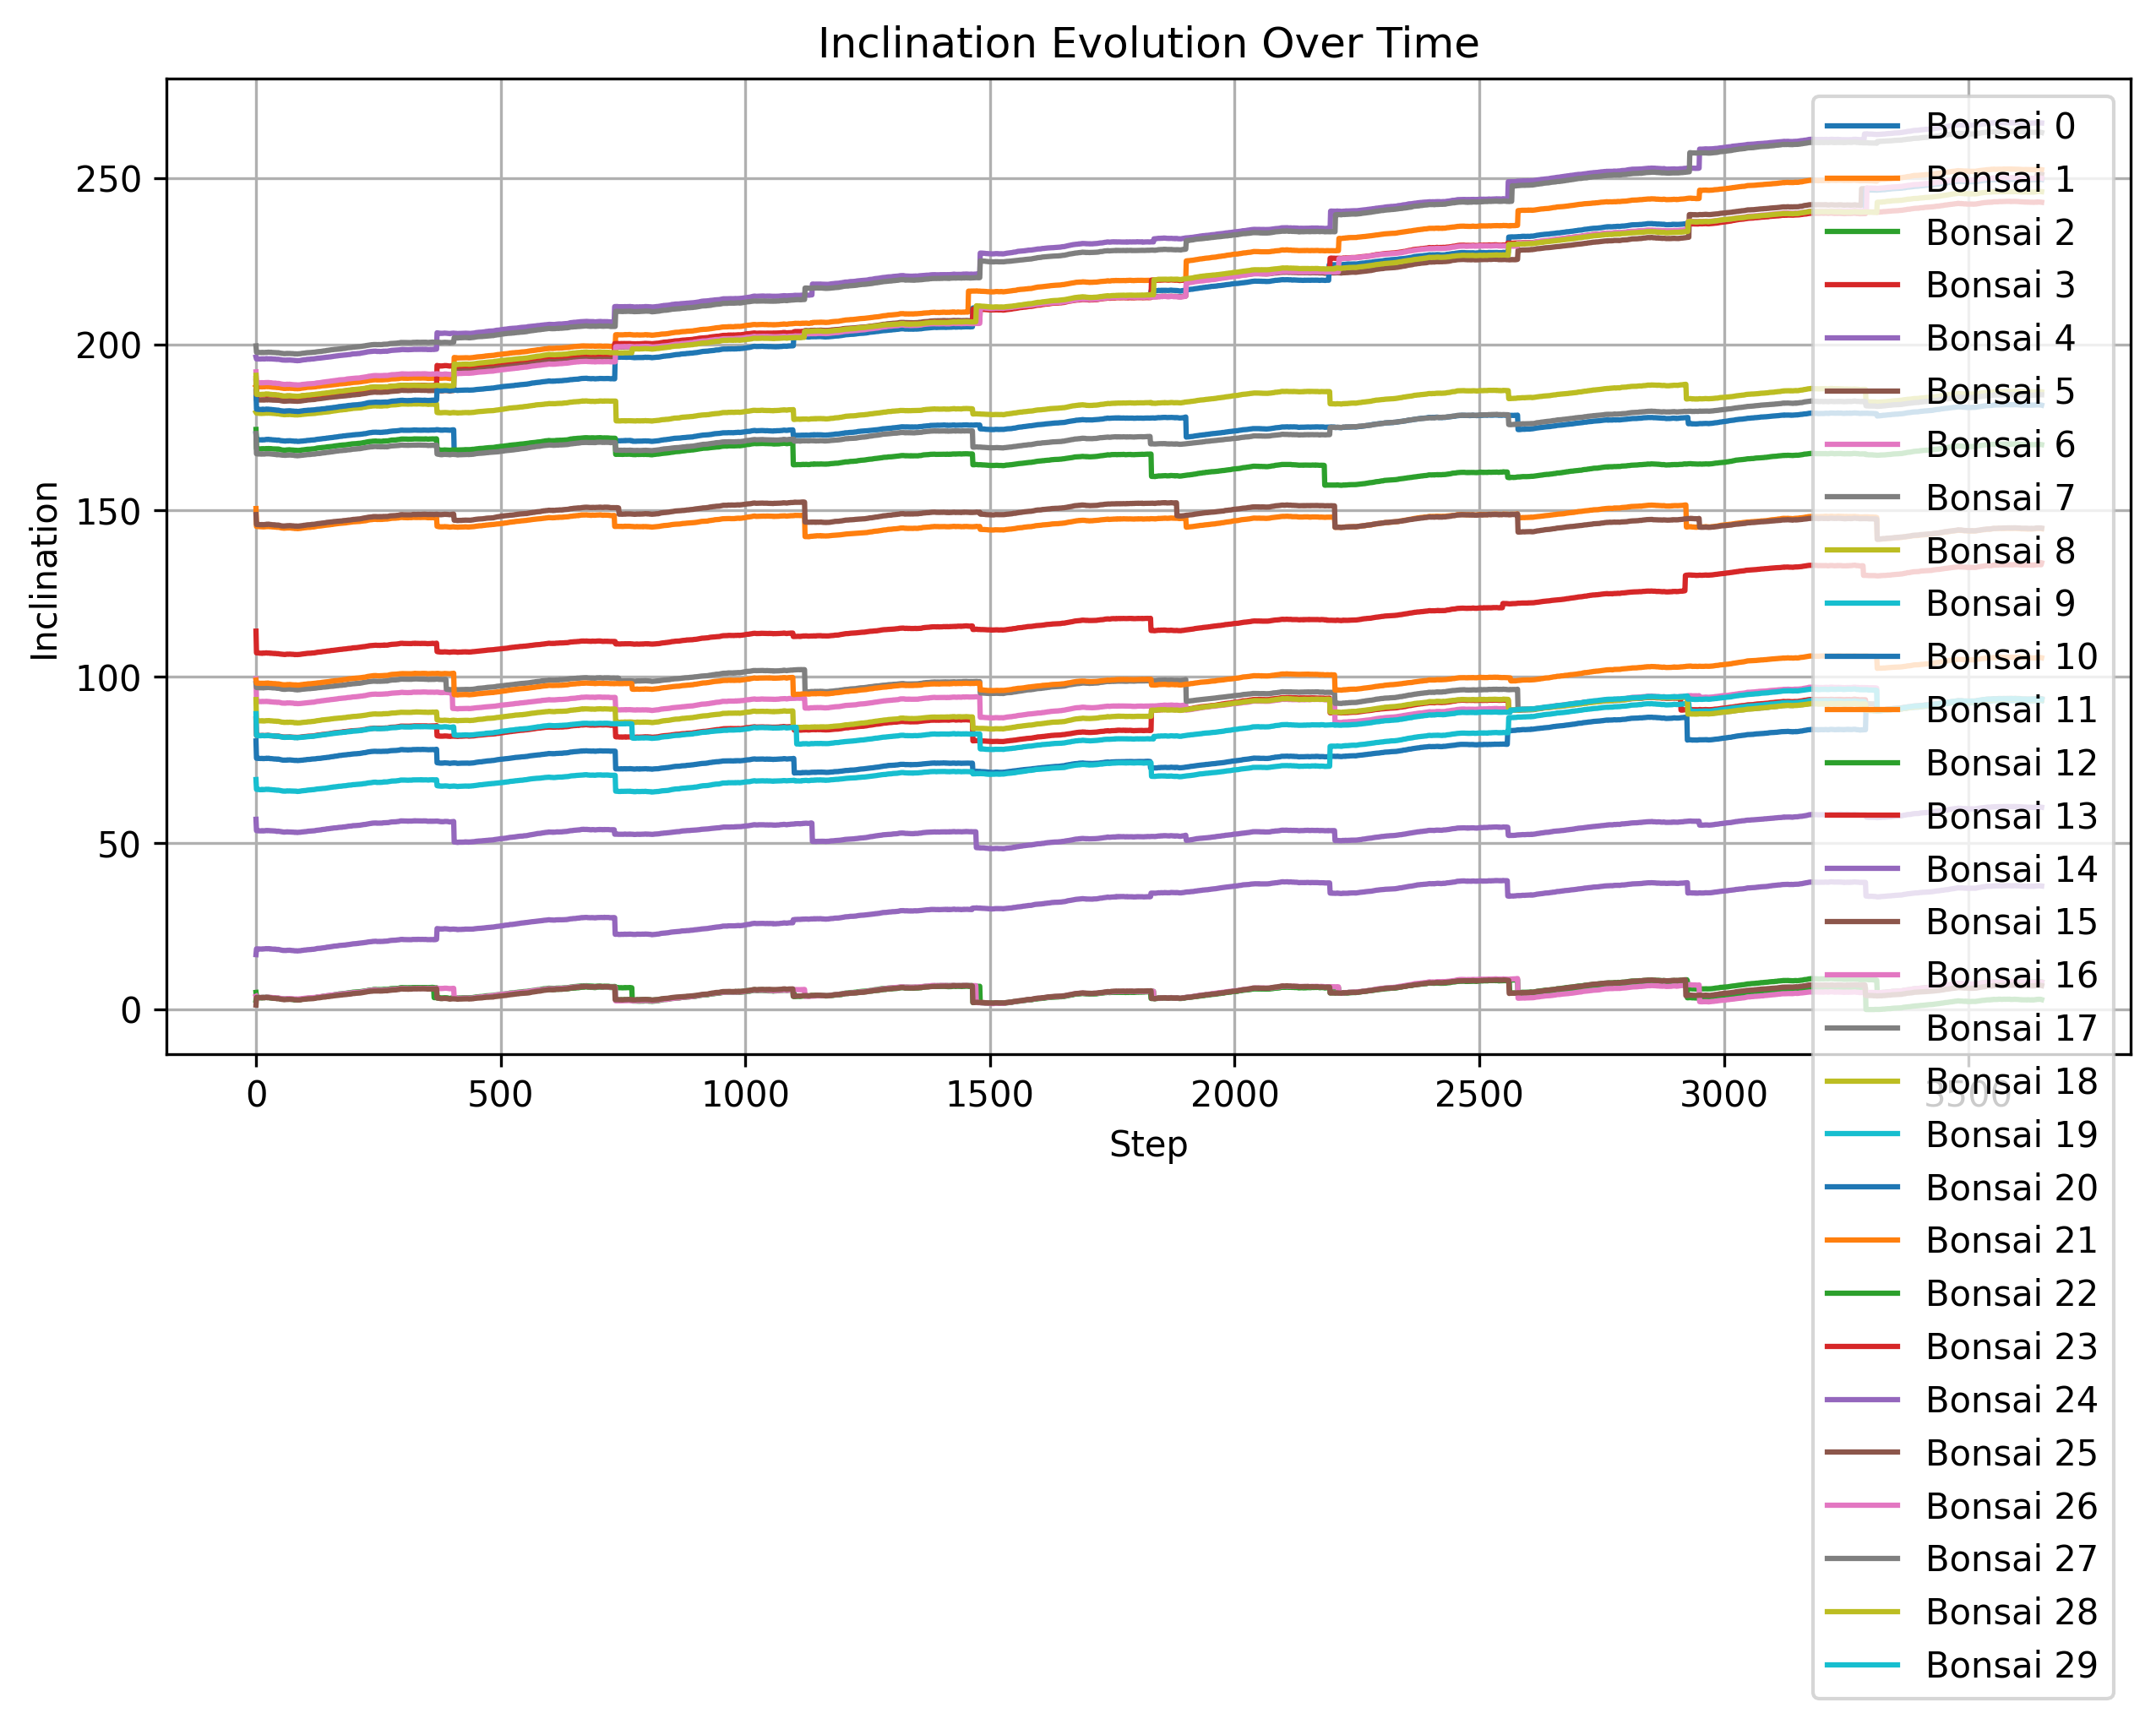 Inclination Evolution Over Time
Inclination
250
200
150
100
50
0
0 500 1000 1500 2000 2500 3000 3500
Step
Bonsai 0
Bonsai 1
Bonsai 2
Bonsai 3
Bonsai 4
Bonsai 5
Bonsai 6
Bonsai 7
Bonsai 8
Bonsai 9
Bonsai 10
Bonsai 11
Bonsai 12
Bonsai 13
Bonsai 14
Bonsai 15
Bonsai 16
Bonsai 17
Bonsai 18
Bonsai 19
Bonsai 20
Bonsai 21
Bonsai 22
Bonsai 23
Bonsai 24
Bonsai 25
Bonsai 26
Bonsai 27
Bonsai 28
Bonsai 29